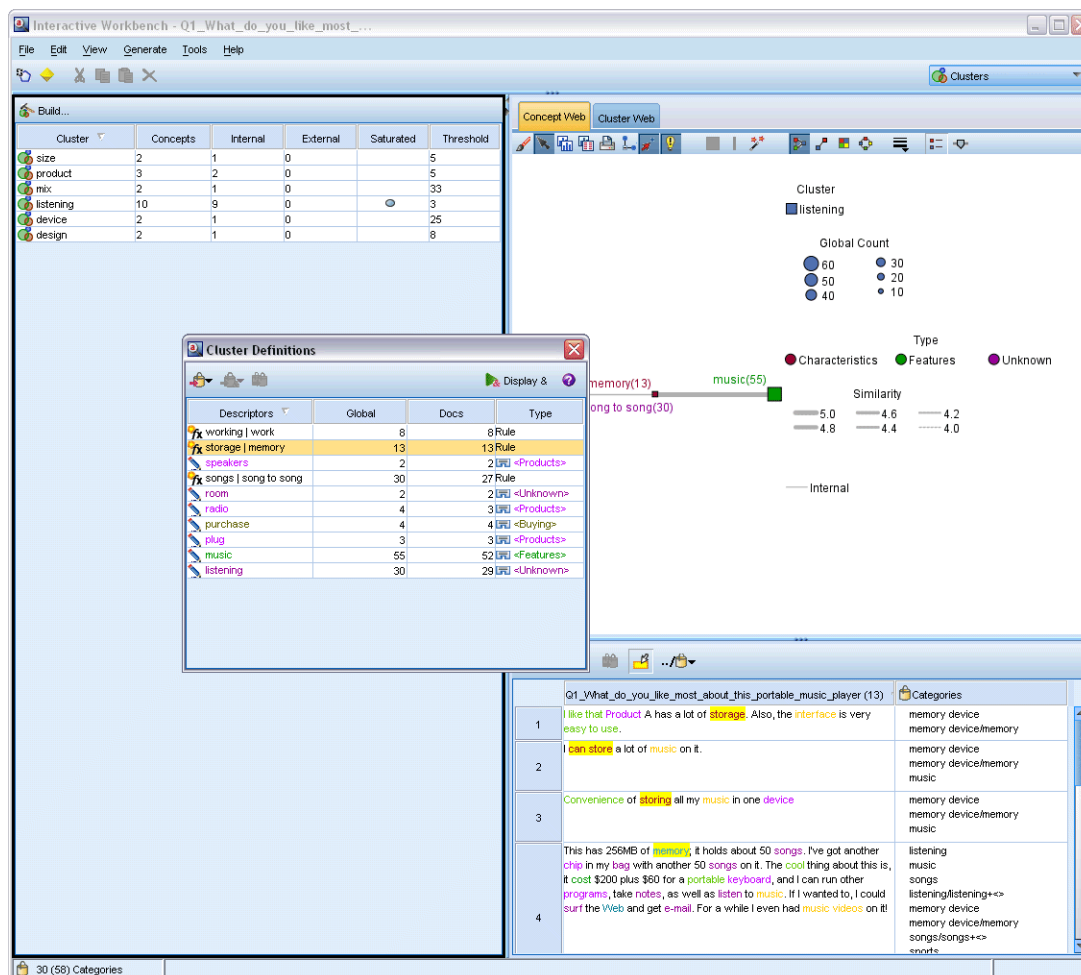 Interactive Workbench - Q1_What_do_you_like_most_...
File Edit View Generate Tools Help
Clusters
Build...
Cluster Concepts Internal External Saturated Threshold
size 2 1 0 5
product 3 2 0 5
mix 2 1 0 33
listening 10 9 0 3
device 2 1 0 25
design 2 1 0 8
Concept Web Cluster Web
Cluster
listening
Global Count
60 30
50 20
40 10
Type
Characteristics Features Unknown
Similarity
5.0 4.6 4.2
4.8 4.4 4.0
Internal
memory(13) music(55)
ong to song(30)
Cluster Definitions
Display &
Descriptors Global Docs Type
working | work 8 8 Rule
storage | memory 13 13 Rule
speakers 2 2 <Products>
songs | song to song 30 27 Rule
room 2 2 <Unknown>
radio 4 3 <Products>
purchase 4 4 <Buying>
plug 3 3 <Products>
music 55 52 <Features>
listening 30 29 <Unknown>
../
Q1_What_do_you_like_most_about_this_portable_music_player (13) Categories
1
I like that Product A has a lot of storage. Also, the interface is very
easy to use.
memory device
memory device/memory
2
I can store a lot of music on it.
memory device
memory device/memory
music
3
Convenience of storing all my music in one device
memory device
memory device/memory
music
4
This has 256MB of memory; it holds about 50 songs. I've got another
chip in my bag with another 50 songs on it. The cool thing about this is,
it cost $200 plus $60 for a portable keyboard, and I can run other
programs, take notes, as well as listen to music. If I wanted to, I could
surf the Web and get e-mail. For a while I even had music videos on it!
listening
music
songs
listening/listening+<>
memory device
memory device/memory
songs/songs+<>
sports
30 (58) Categories